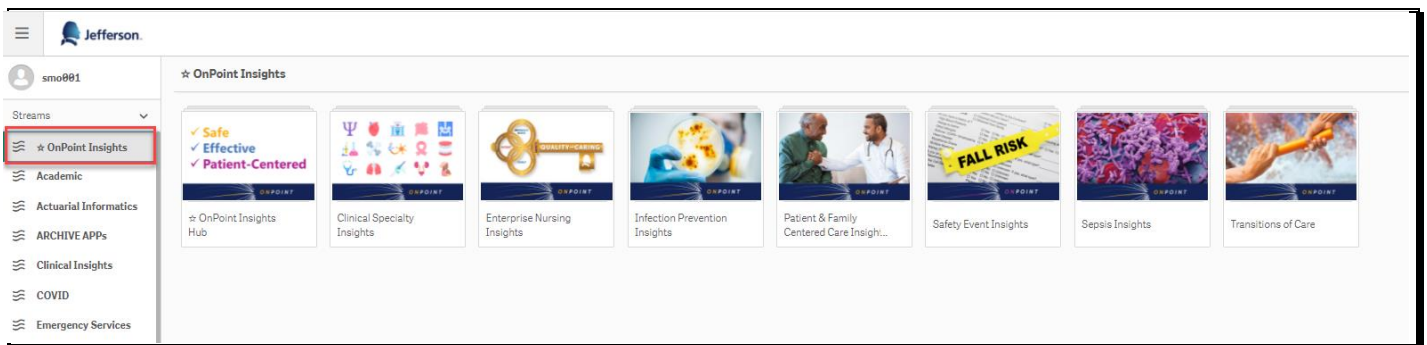 Jefferson.
smo001
Streams
☆ OnPoint Insights
Academic
Actuarial Informatics
ARCHIVE APPs
Clinical Insights
COVID
Emergency Services
☆ OnPoint Insights
✓ Safe
✓ Effective
✓ Patient-Centered
ONPOINT
☆ OnPoint Insights
Hub
ONPOINT
Clinical Specialty
Insights
QUALITY CARING
ONPOINT
Enterprise Nursing
Insights
ONPOINT
Infection Prevention
Insights
ONPOINT
Patient & Family
Centered Care Insigh...
FALL RISK
ONPOINT
Safety Event Insights
ONPOINT
Sepsis Insights
ONPOINT
Transitions of Care